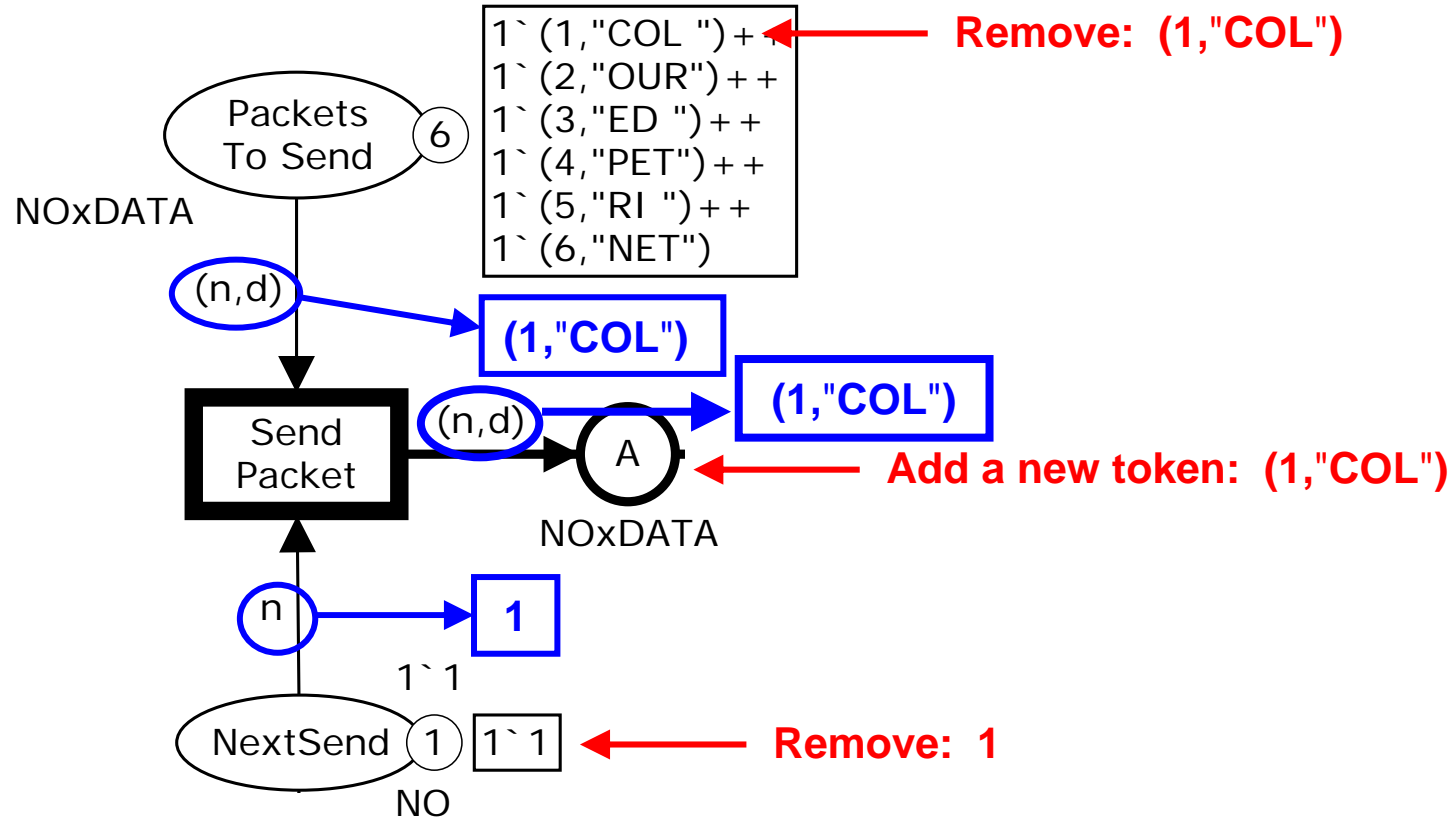 1`(1,"COL ")++
Remove: (1,"COL")
1`(2,"OUR")++
1`(3,"ED ")++
1`(4,"PET")++
1`(5,"RI ")++
1`(6,"NET")
Packets
To Send
6
NOxDATA
(n,d)
(1,"COL")
(n,d)
(1,"COL")
Send
Packet
A
Add a new token: (1,"COL")
NOxDATA
n
1
1`1
NextSend
1
1`1
Remove: 1
NO